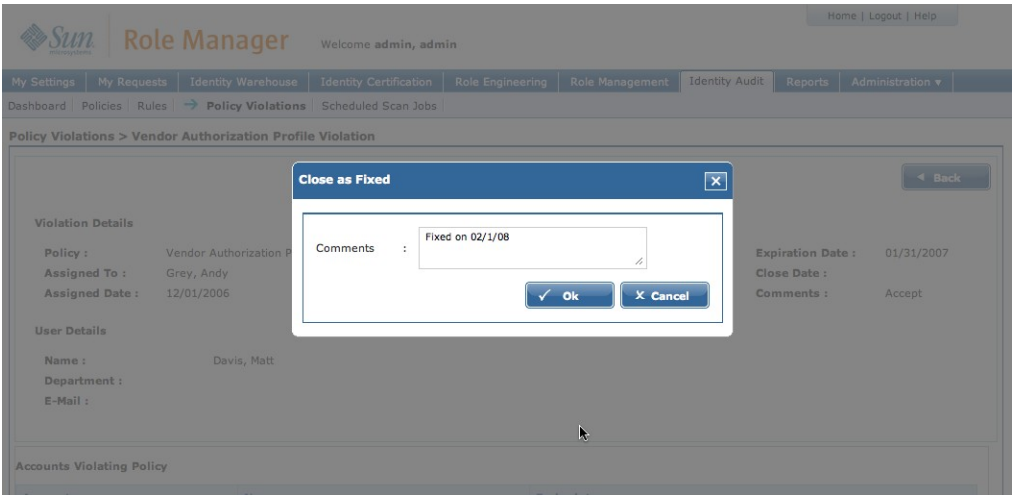 Home | Logout | Help
Sun microsystems Role Manager Welcome admin, admin
My Settings My Requests Identity Warehouse Identity Certification Role Engineering Role Management Identity Audit Reports Administration ▾
Dashboard Policies Rules → Policy Violations Scheduled Scan Jobs
Policy Violations > Vendor Authorization Profile Violation
Close as Fixed X
Back
Comments : Fixed on 02/1/08
Ok X Cancel
Violation Details
Policy : Vendor Authorization P Expiration Date : 01/31/2007
Assigned To : Grey, Andy Close Date :
Assigned Date : 12/01/2006 Comments : Accept
User Details
Name : Davis, Matt
Department :
E-Mail :
Accounts Violating Policy